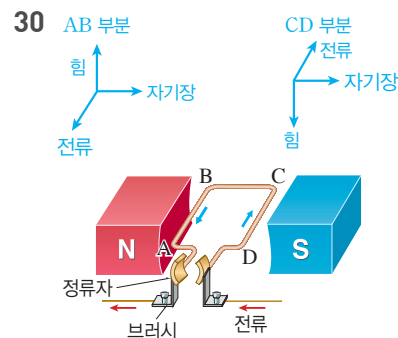 30 AB 부분 CD 부분
전류
힘
자기장
자기장
전류
힘
B C
N A D S
정류자
브러시 전류